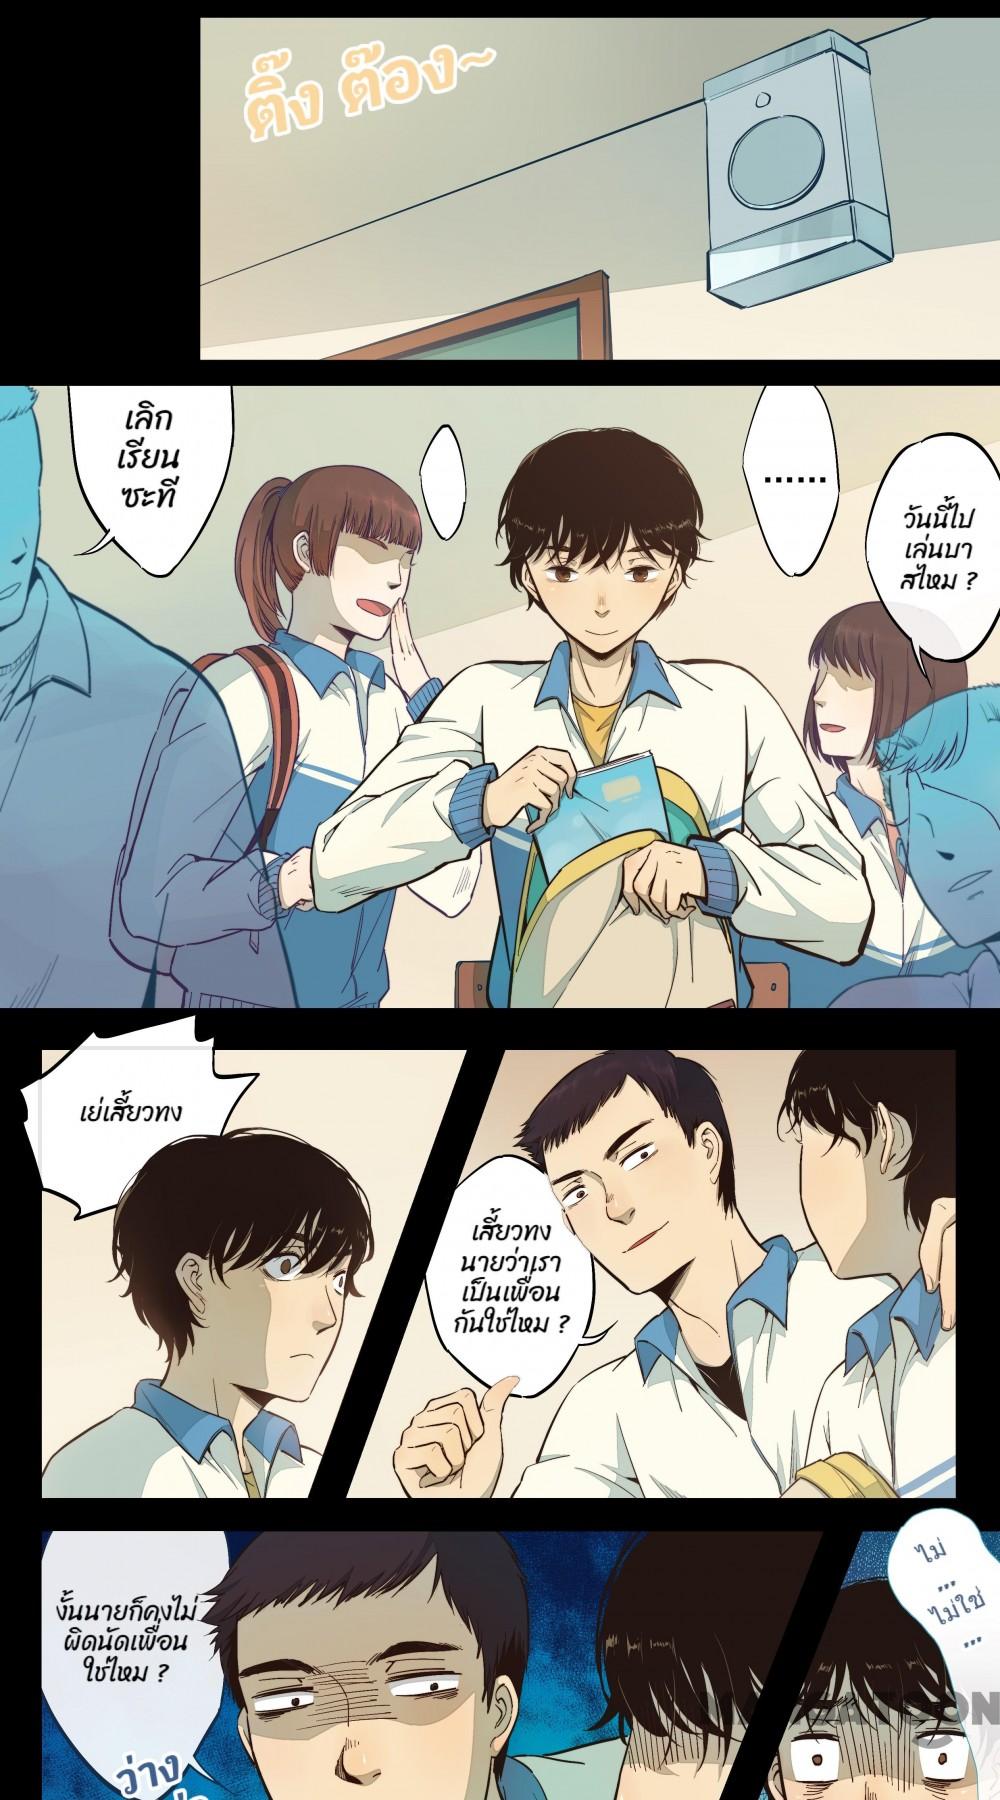 ติ๊ง ต๊อง~
เลิก
เรียน
ซะที
.......
วันนี้ไป
เล่นบา
สไหม ?
เย่เสี้ยวทง
เสี้ยวทง
นายว่าเรา
เป็นเพื่อน
กันใช่ไหม ?
งั้นนายก็คงไม่
ผิดนัดเพื่อน
ใช่ไหม ?
ไม่
...
ไม่ใช่
...
ว่าง